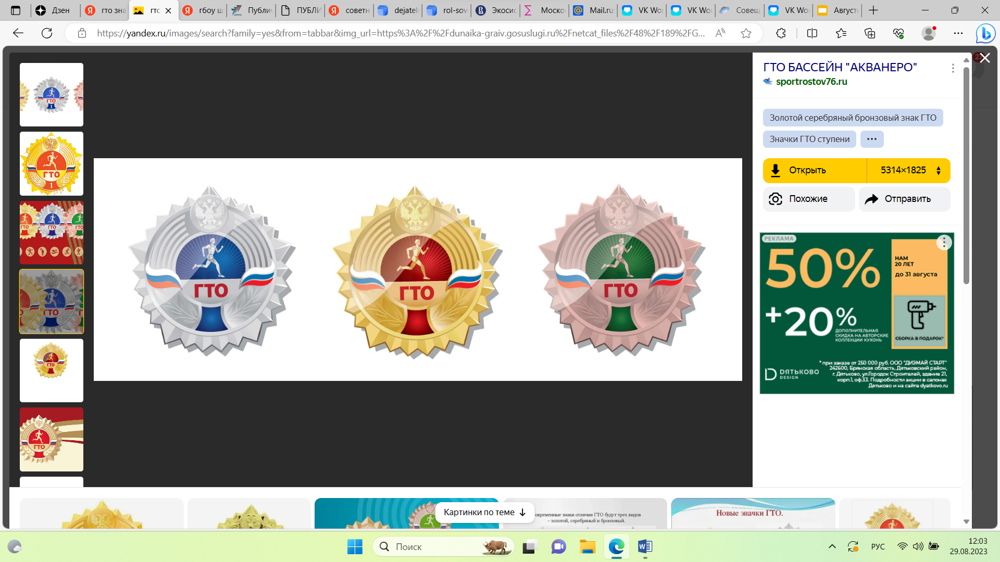 Дзен
гто зна
гтс
гбоу ш
Публич
ПУБЛИ
советн
dejatel
rol-sov
Экосис
Моско
Mail.ru
VK Wor
VK Wor
Совещ
VK Wor
Августо
https://yandex.ru/images/search?family=yes&from=tabbar&img_url=https%3A%2F%2Fdunaika-graiv.gosuslugi.ru%2Fnetcat_files%2F48%2F189%2FG...
ГТО
1
ГТО
1
ГТО
ГТО
ГТО
ГТО
ГТО
ГТО
ГТО
ГТО
ГТО
ГТО БАССЕЙН "АКВАНЕРО"
sportrostov76.ru
Золотой серебряный бронзовый знак ГТО
Значки ГТО ступени
Открыть
5314×1825
Похожие
Отправить
РЕКЛАМА
50%
+20%
ДОПОЛНИТЕЛЬНАЯ
СКИДКА НА АВТОРСКИЕ
КОЛЛЕКЦИИ КУХОНЬ
НАМ
20 ЛЕТ
до 31 августа
СБОРКА В ПОДАРОК*
* при заказе от 250 000 руб. ООО "ДИЭМАЙ СТАРТ"
242600, Брянская область, Дятьковский район,
г. Дятьково, ул.Городок Строителей, здание 21,
корп.1, оф.33. Подробности акции в салонах
Дятьково и на сайте dyatkovo.ru
DЯТЬКОВО
DESIGN
Картинки по теме
овременные знаки отличия ГТО будут трех видов
– золотой, серебряный и бронзовый.
Новые значки ГТО.
Поиск
РУС
12:03
29.08.2023